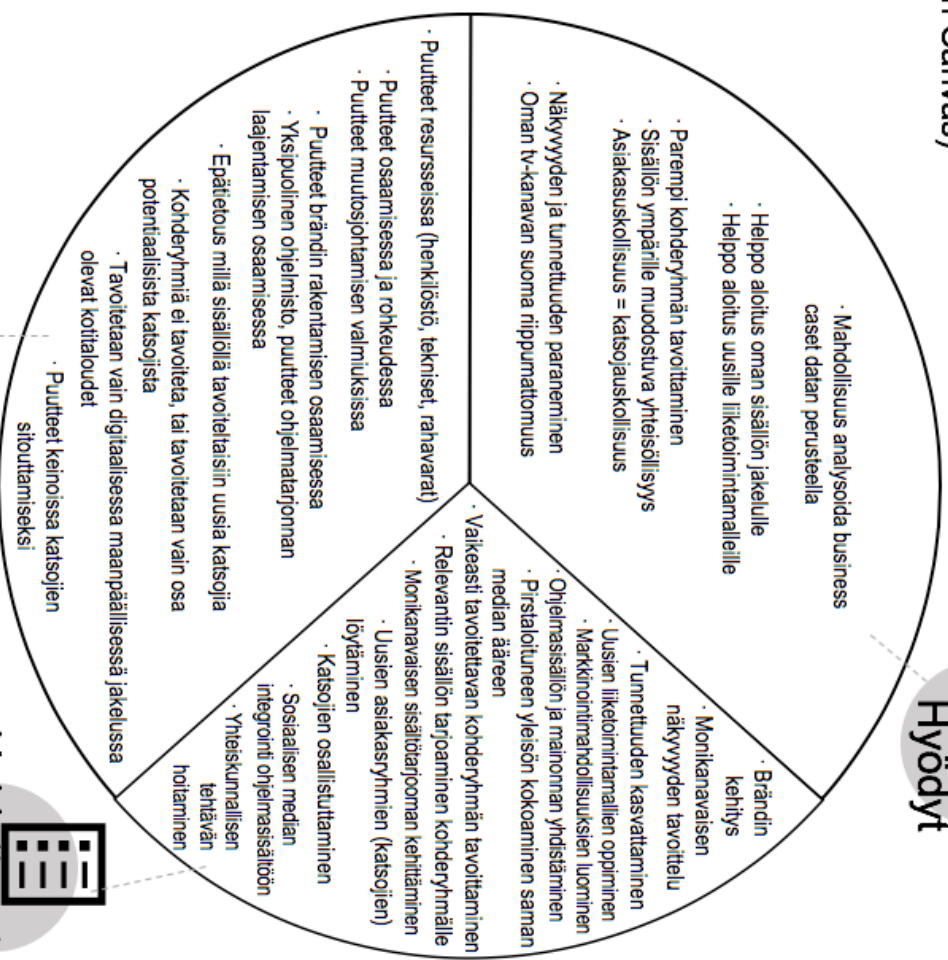 Canvas)
Hyödyt
· Mahdollisuus analysoida business
caset datan perusteella
· Helppo aloitus oman sisällön jakelulle
· Helppo aloitus uusille liiketoimintamalleille
· Parempi kohderyhmän tavoittaminen
· Sisällön ympärille muodostuva yhteisöllisyys
· Asiakasuskollisuus = katsojauskollisuus
· Näkyvyyden ja tunnettuuden paraneminen
· Oman tv-kanavan suoma riippumattomuus
· Brändin
kehitys
· Monikanavaisen
näkyvyyden tavoittelu
· Tunnettuuden kasvattaminen
· Uusien liiketoimintamallien oppiminen
· Markkinointimahdollisuuksien luominen
· Ohjelmasisällön ja mainonnan yhdistäminen
· Pirstaloituneen yleisön kokoaminen saman
median ääreen
· Vaikeasti tavoitettavan kohderyhmän tavoittaminen
· Relevantin sisällön tarjoaminen kohderyhmälle
· Monikanavaisen sisältötarjooman kehittäminen
· Uusien asiakasryhmien (katsojien)
löytäminen
· Katsojien osallistuttaminen
· Sosiaalisen median
integrointi ohjelmasisältöön
· Yhteiskunnallisen
tehtävän
hoitaminen
· Puutteet resursseissa (henkilöstö, tekniset, rahavarat)
· Puutteet osaamisessa ja rohkeudessa
· Puutteet muutosjohtamisen valmiuksissa
· Puutteet brändin rakentamisen osaamisessa
· Yksipuolinen ohjelmisto, puutteet ohjelmatarjonnan
laajentamisen osaamisessa
· Epätietous millä sisällöllä tavoiteltaisiin uusia katsojia
· Kohderyhmiä ei tavoiteta, tai tavoitetaan vain osa
potentiaalisista katsojista
· Tavoitetaan vain digitaalisessa maanpäällisessä jakelussa
olevat kotitaloudet
· Puutteet keinoissa katsojien
sitouttamiseksi